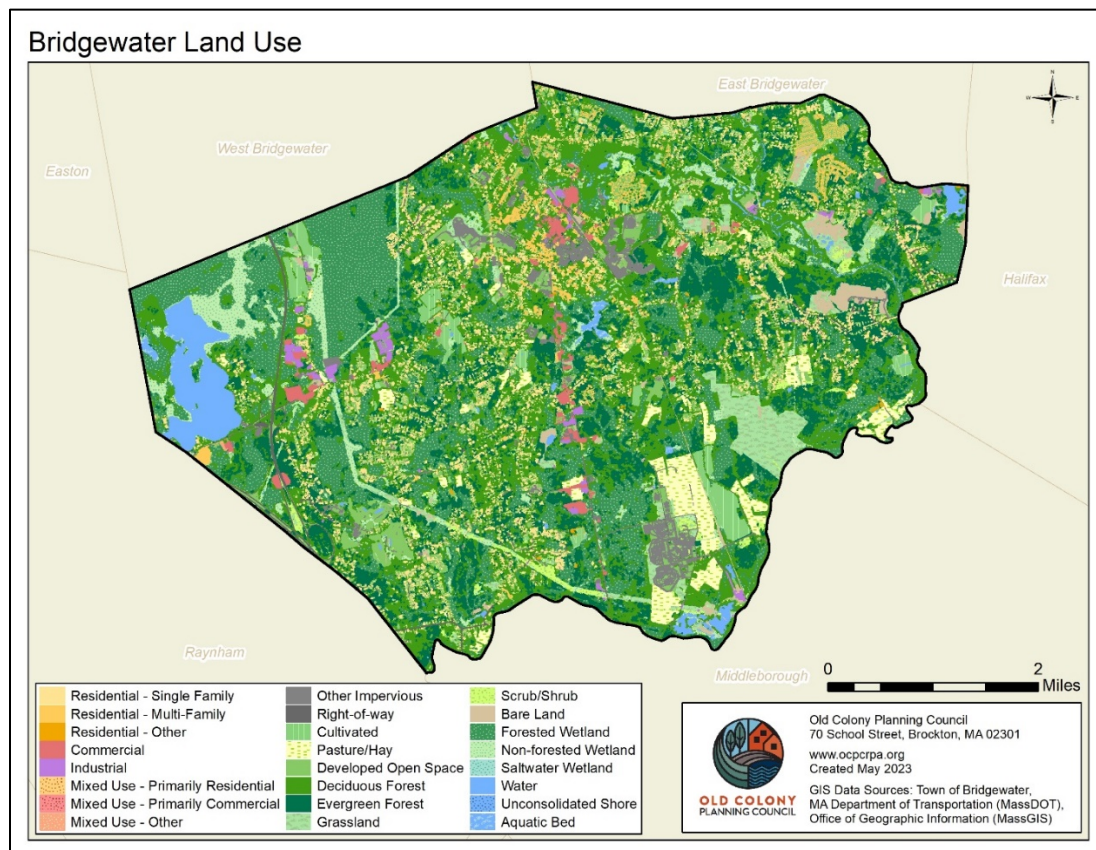 Bridgewater Land Use
East Bridgewater
N
W E
S
West Bridgewater
Easton
Halifax
Raynham
Middleborough
0 2
Miles
Residential - Single Family
Residential - Multi-Family
Residential - Other
Commercial
Industrial
Mixed Use - Primarily Residential
Mixed Use - Primarily Commercial
Mixed Use - Other
Other Impervious
Right-of-way
Cultivated
Pasture/Hay
Developed Open Space
Deciduous Forest
Evergreen Forest
Grassland
Scrub/Shrub
Bare Land
Forested Wetland
Non-forested Wetland
Saltwater Wetland
Water
Unconsolidated Shore
Aquatic Bed
OLD COLONY
PLANNING COUNCIL
Old Colony Planning Council
70 School Street, Brockton, MA 02301
www.ocpcrpa.org
Created May 2023
GIS Data Sources: Town of Bridgewater,
MA Department of Transportation (MassDOT),
Office of Geographic Information (MassGIS)